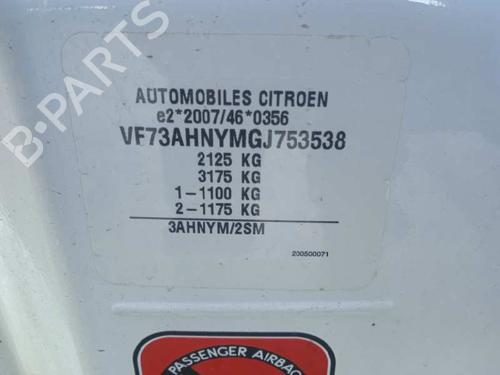 B-PARTS
AUTOMOBILES CITROEN
e2*2007/46*0356
VF73AHNYMGJ753538
2125 KG
3175 KG
1-1100 KG
2-1175 KG
3AHNYM/2SM
200500071
PASSENGER AIRBAG